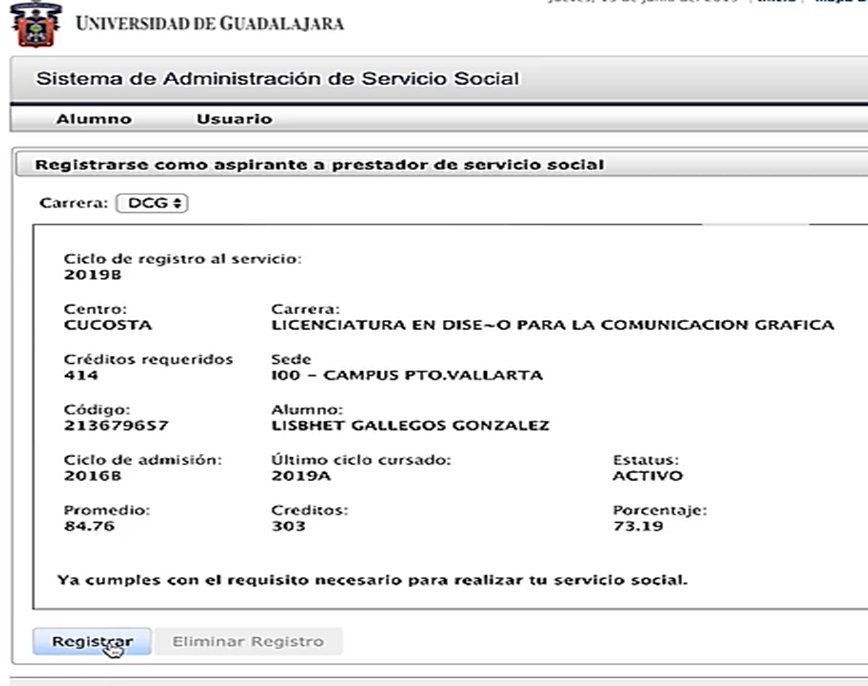 UNIVERSIDAD DE GUADALAJARA
Sistema de Administración de Servicio Social
Alumno Usuario
Registrarse como aspirante a prestador de servicio social
Carrera: DCG
Ciclo de registro al servicio:
2019B
Centro: Carrera:
CUCOSTA LICENCIATURA EN DISE~O PARA LA COMUNICACION GRAFICA
Créditos requeridos Sede
414 I00 - CAMPUS PTO.VALLARTA
Código: Alumno:
213679657 LISBHET GALLEGOS GONZALEZ
Ciclo de admisión: Último ciclo cursado: Estatus:
2016B 2019A ACTIVO
Promedio: Creditos: Porcentaje:
84.76 303 73.19
Ya cumples con el requisito necesario para realizar tu servicio social.
Registrar Eliminar Registro